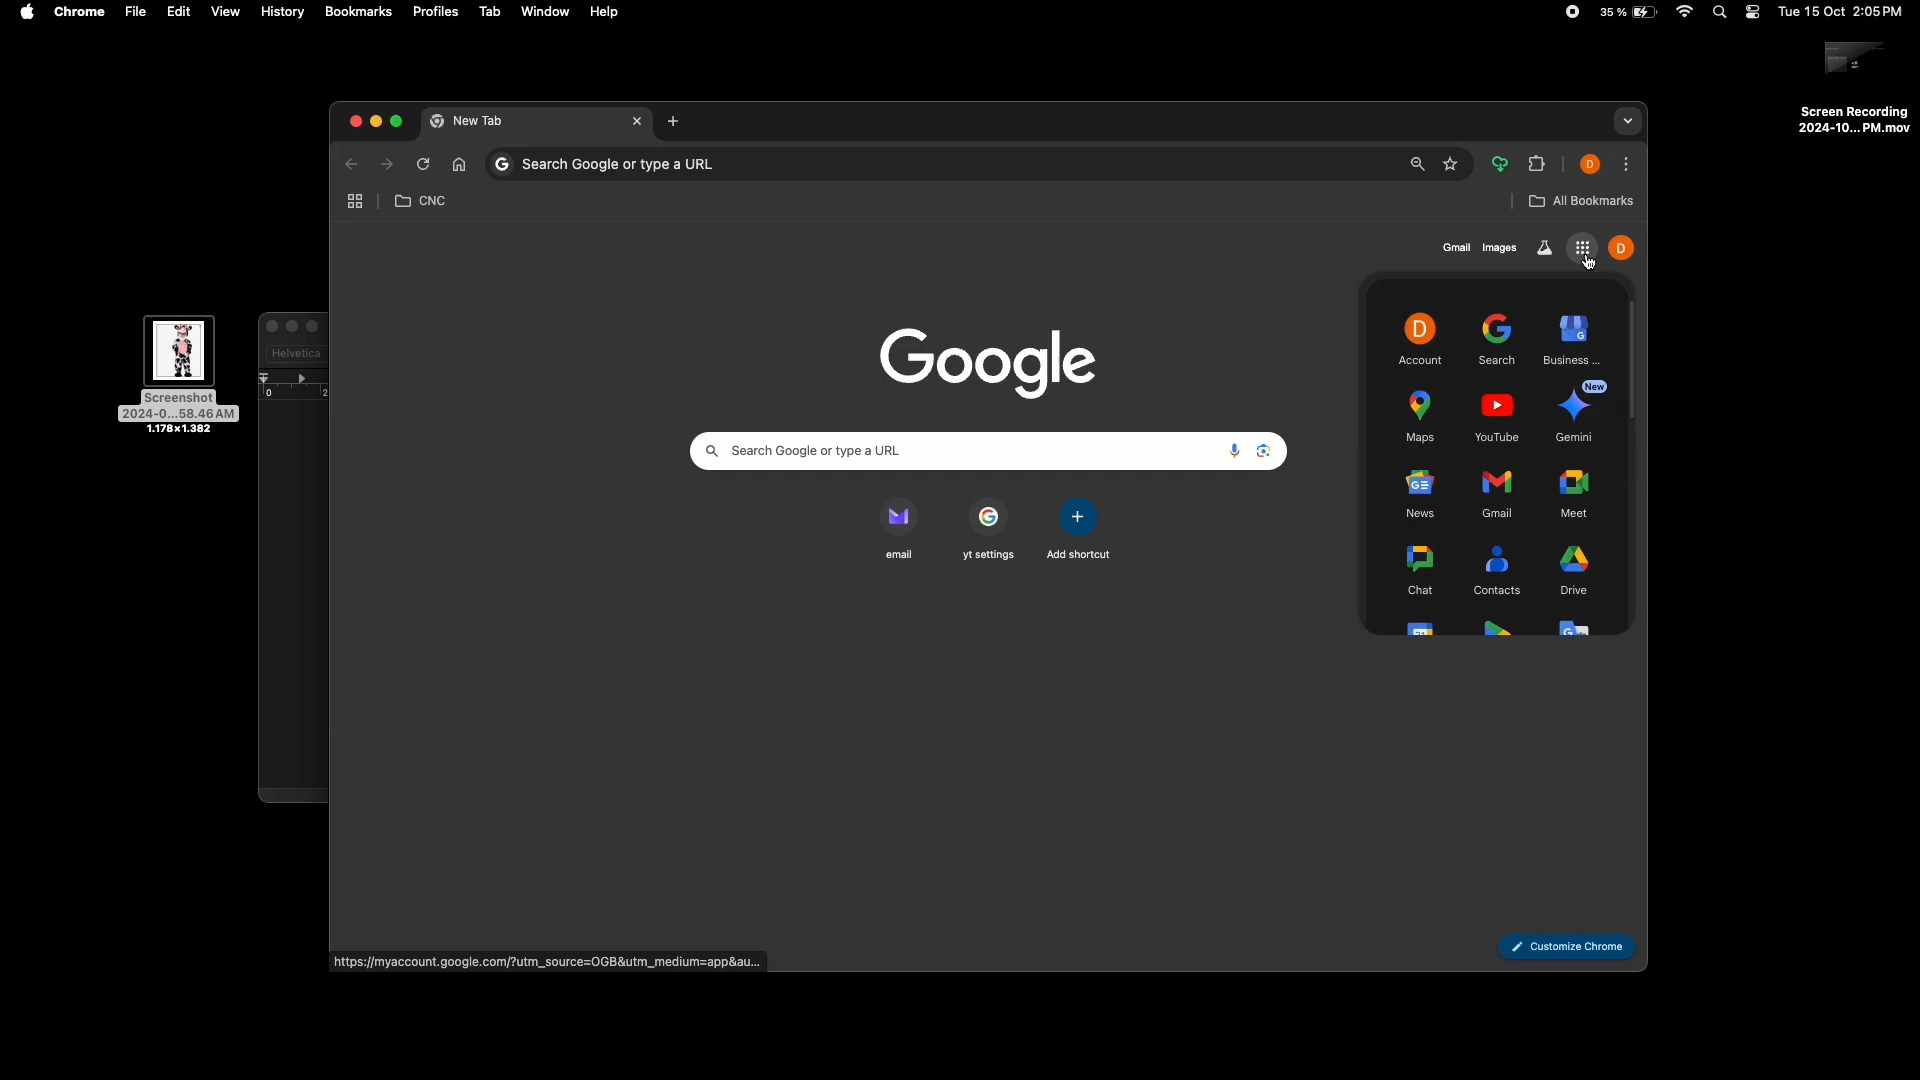 Chrome File Edit View History Bookmarks Profiles Tab Window Help 35 % Tue 15 Oct 2:05 PM
Screen Recording
2024-10... PM.mov
New Tab
Search Google or type a URL
CNC All Bookmarks
Gmail Images D
Google
Search Google or type a URL
email yt settings Add shortcut
Account Search Business ...
New
Maps YouTube Gemini
News Gmail Meet
Chat Contacts Drive
Screenshot
2024-0...58.46 AM
1.178×1.382
Helvetica
0 2
Customize Chrome
https://myaccount.google.com/?utm_source=OGB&utm_medium=app&au...